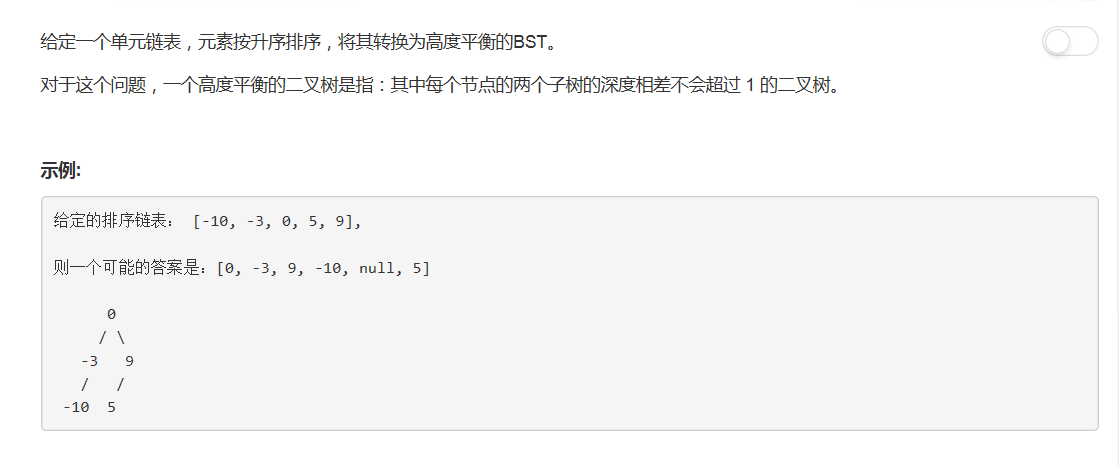 给定一个单元链表，元素按升序排序，将其转换为高度平衡的BST。
对于这个问题，一个高度平衡的二叉树是指：其中每个节点的两个子树的深度相差不会超过 1 的二叉树。
示例:
给定的排序链表： [-10, -3, 0, 5, 9],
则一个可能的答案是：[0, -3, 9, -10, null, 5]
0
/ \
-3 9
/ /
-10 5